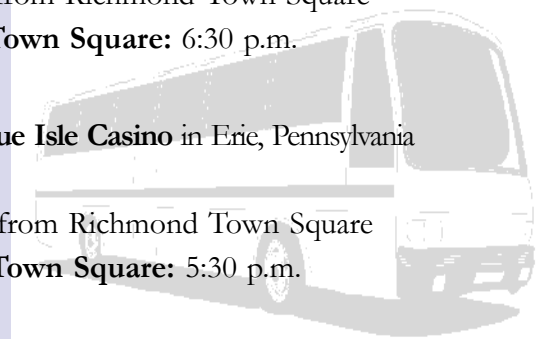 from Richmond Town Square
Town Square: 6:30 p.m.
ue Isle Casino in Erie, Pennsylvania
from Richmond Town Square
Town Square: 5:30 p.m.